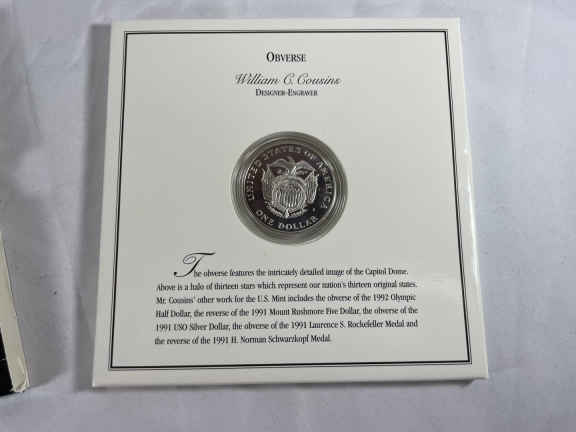 OBVERSE
William C. Cousins
DESIGNER-ENGRAVER
UNITED STATES OF AMERICA
ONE DOLLAR
The obverse features the intricately detailed image of the Capitol Dome.
Above is a halo of thirteen stars which represent our nation's thirteen original states.
Mr. Cousins' other work for the U.S. Mint includes the obverse of the 1992 Olympic
Half Dollar, the reverse of the 1991 Mount Rushmore Five Dollar, the obverse of the
1991 USO Silver Dollar, the obverse of the 1991 Laurence S. Rockefeller Medal and
the reverse of the 1991 H. Norman Schwarzkopf Medal.